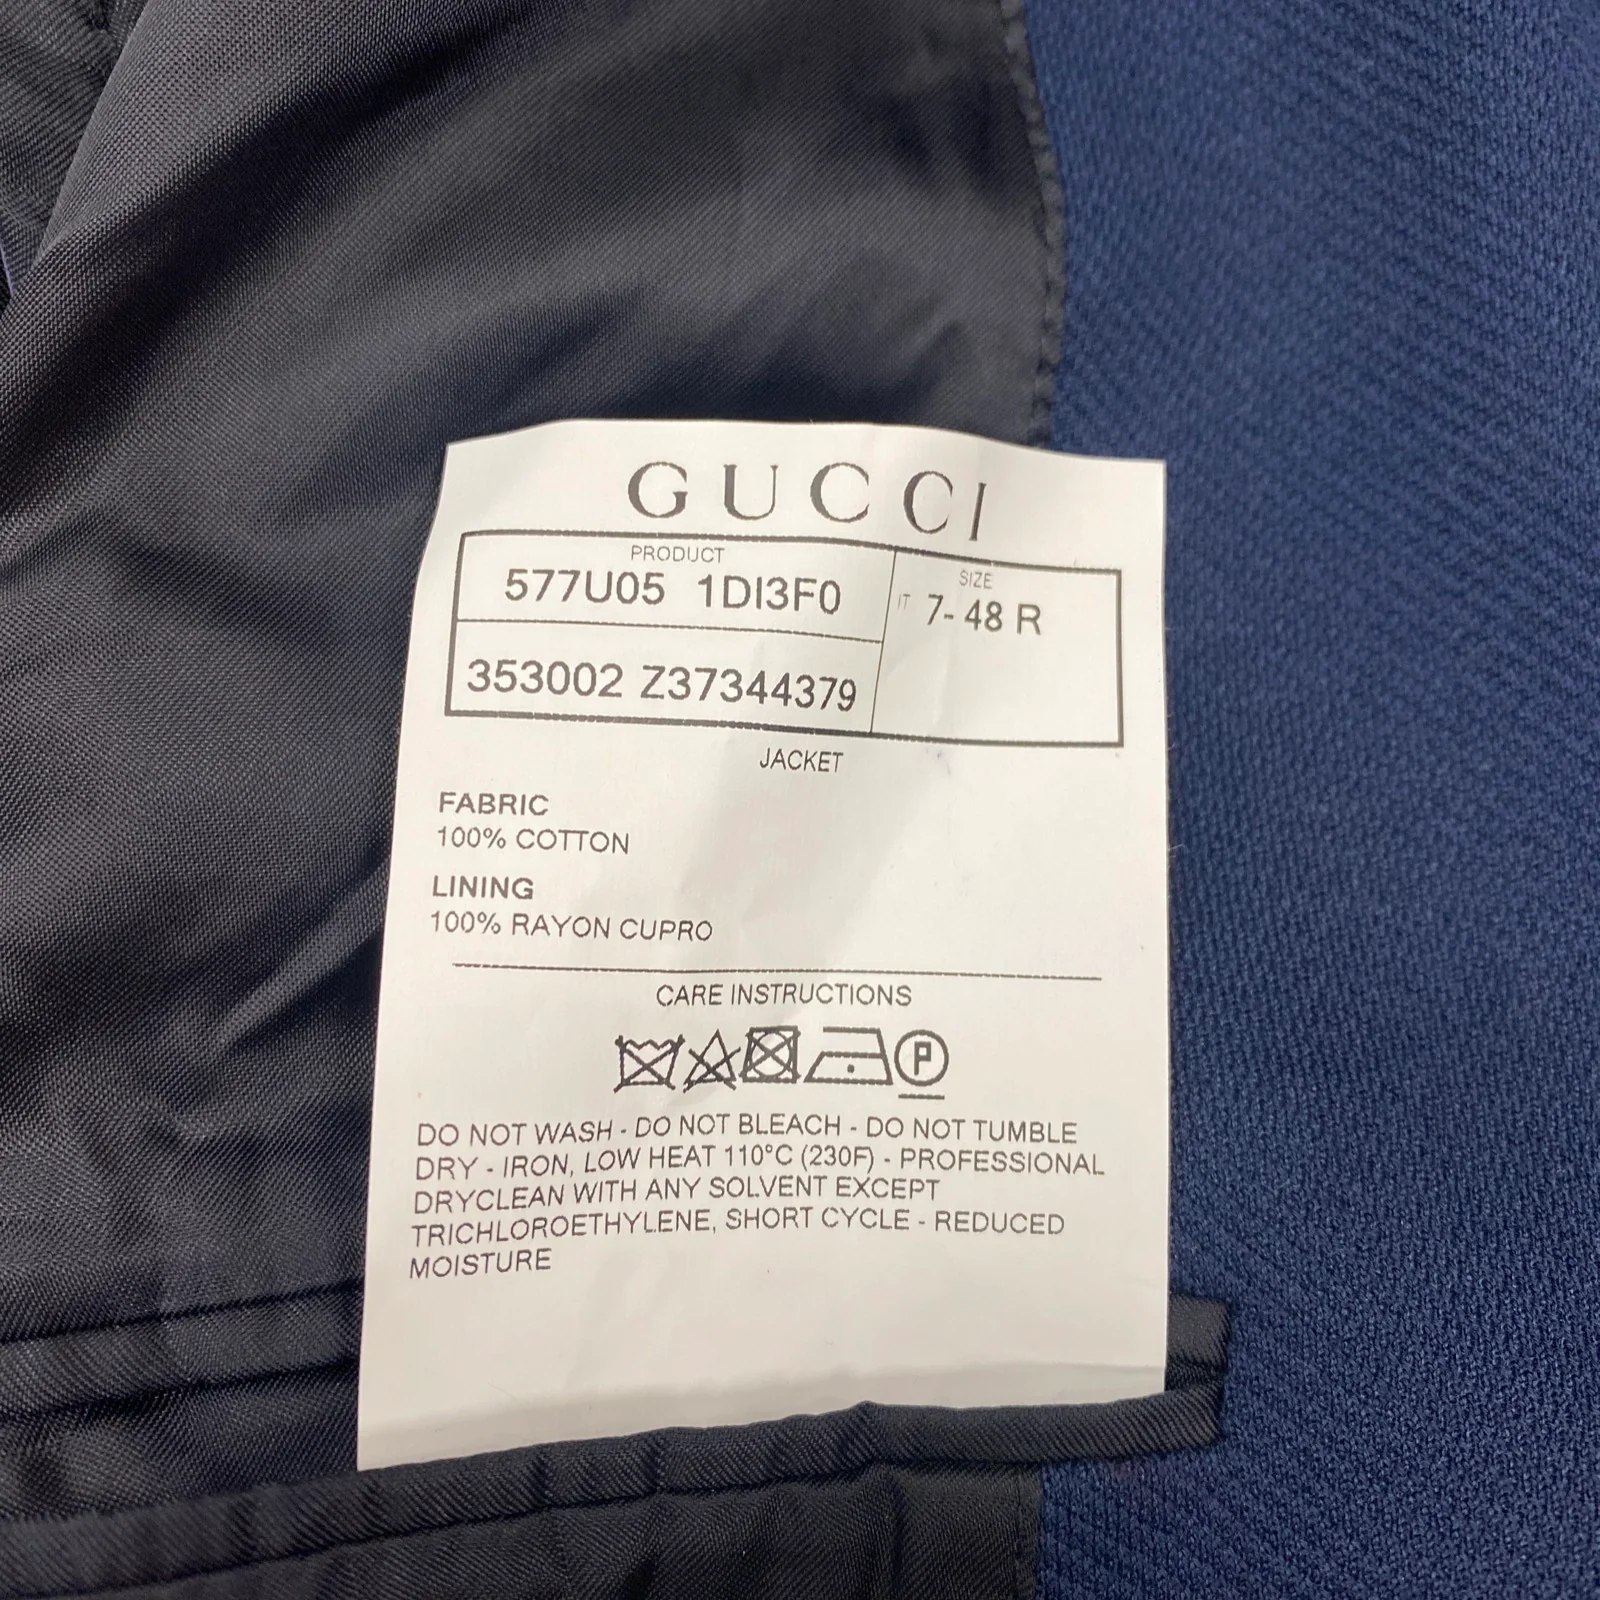 GUCCI
PRODUCT
577U05 1DI3F0
SIZE
IT 7- 48 R
353002 Z37344379
JACKET
FABRIC
100% COTTON
LINING
100% RAYON CUPRO
CARE INSTRUCTIONS
P
DO NOT WASH - DO NOT BLEACH - DO NOT TUMBLE
DRY - IRON, LOW HEAT 110°C (230F) - PROFESSIONAL
DRYCLEAN WITH ANY SOLVENT EXCEPT
TRICHLOROETHYLENE, SHORT CYCLE - REDUCED
MOISTURE